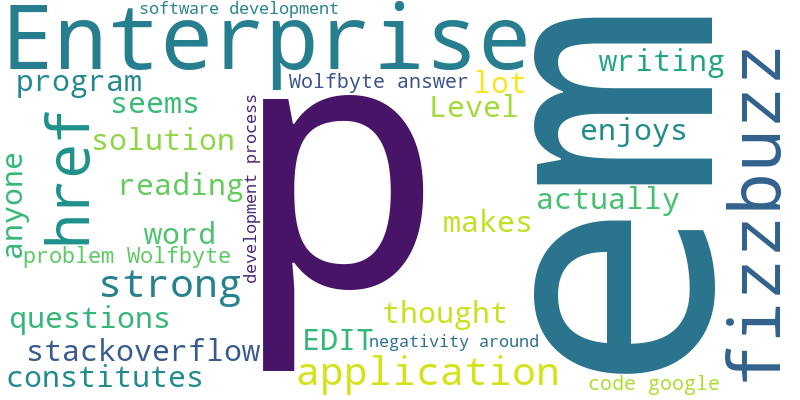 software development
Enterprise
em
writing
fizzbuzz
program
Wolfbyte answer
lot
seems
Level
href
p
development process
solution
enjoys
reading
actually
anyone
word
makes
problem Wolfbyte
strong
questions
thought
EDIT
negativity around
stackoverflow
application
constitutes
code google